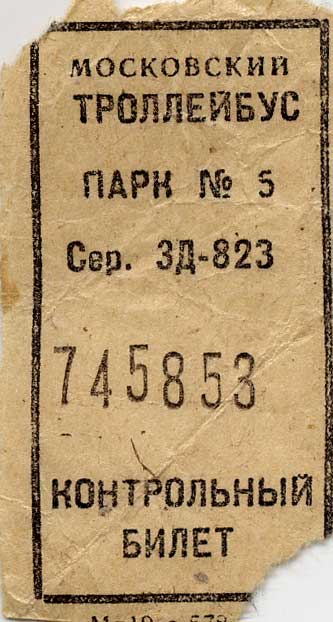 МОСКОВСКИЙ
ТРОЛЛЕЙБУС
ПАРК № 5
Сер. ЗД-823
745853
КОНТРОЛЬНЫЙ
БИЛЕТ